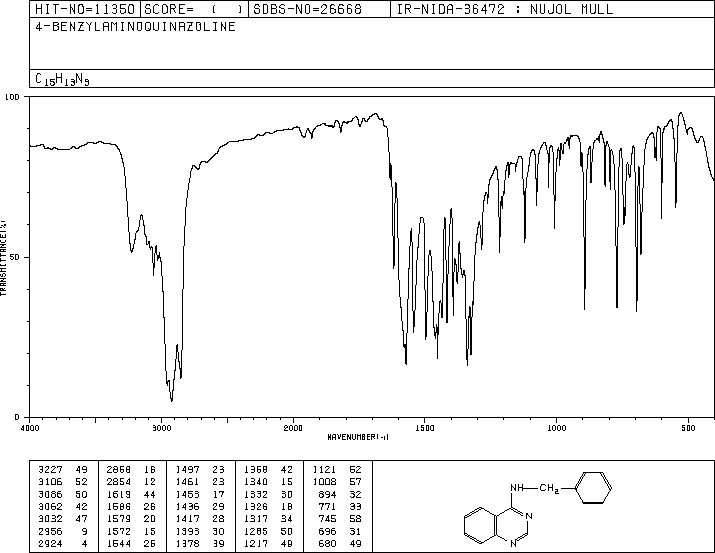 HIT-NO=11350 SCORE= ( ) SDBS-NO=26668 IR-NIDA-36472 : NUJOL MULL
4-BENZYLAMINOQUINAZOLINE
C15H13N3
100
50
0
TRANSMITTANCE(%)
4000 3000 2000 1500 1000 500
WAVENUMBER(-1)
3227 49 2868 16 1497 23 1368 42 1121 52
3106 52 2854 12 1461 23 1340 15 1008 57
3086 50 1619 44 1453 17 1332 30 894 32
3062 42 1586 26 1436 29 1326 18 771 33
3032 47 1579 20 1417 28 1317 34 745 58
2956 9 1572 15 1393 30 1285 50 696 31
2924 4 1544 25 1378 39 1217 49 680 49
NH CH2
N
N